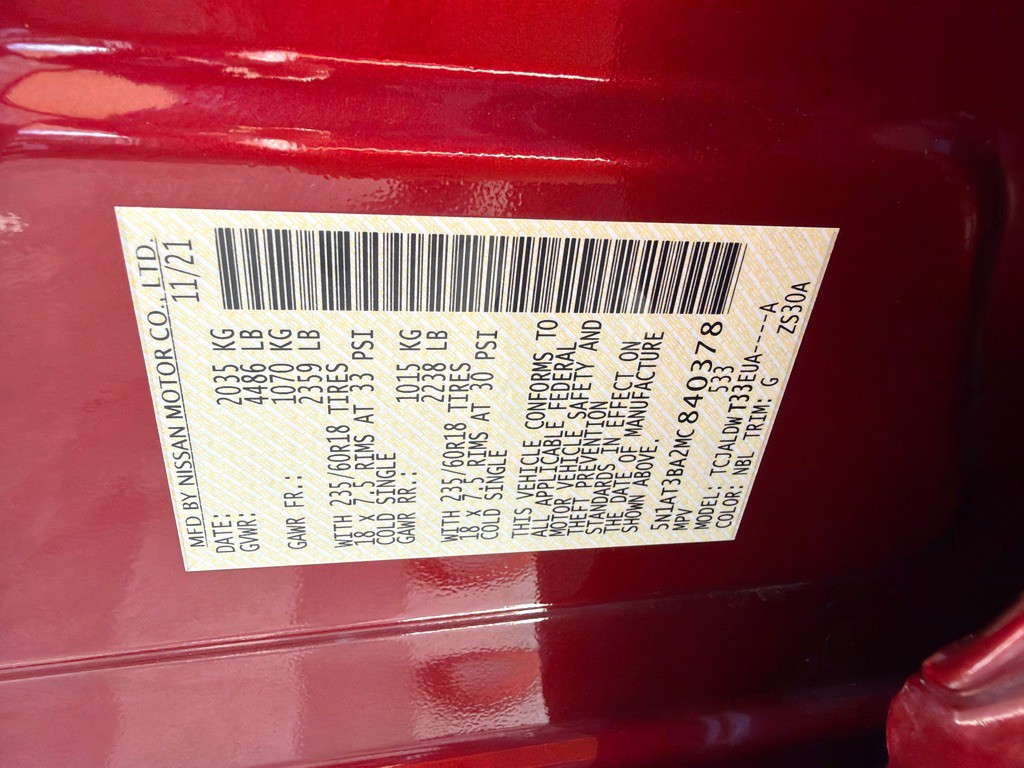 MFD BY NISSAN MOTOR CO., LTD.
DATE: 11/21
GVWR: 2035 KG
4486 LB
GAWR FR.: 1070 KG
2359 LB
WITH 235/60R18 TIRES
18 X 7.5 RIMS AT 33 PSI
COLD SINGLE
GAWR RR.: 1015 KG
2238 LB
WITH 235/60R18 TIRES
18 X 7.5 RIMS AT 30 PSI
COLD SINGLE
THIS VEHICLE CONFORMS TO
ALL APPLICABLE FEDERAL
MOTOR VEHICLE SAFETY AND
THEFT PREVENTION
STANDARDS IN EFFECT ON
THE DATE OF MANUFACTURE
SHOWN ABOVE.
5N1AT3BA2MC840378
MPV 533
MODEL: TCJALDWT33EUA-----A
COLOR: NBL TRIM: G ZS30A